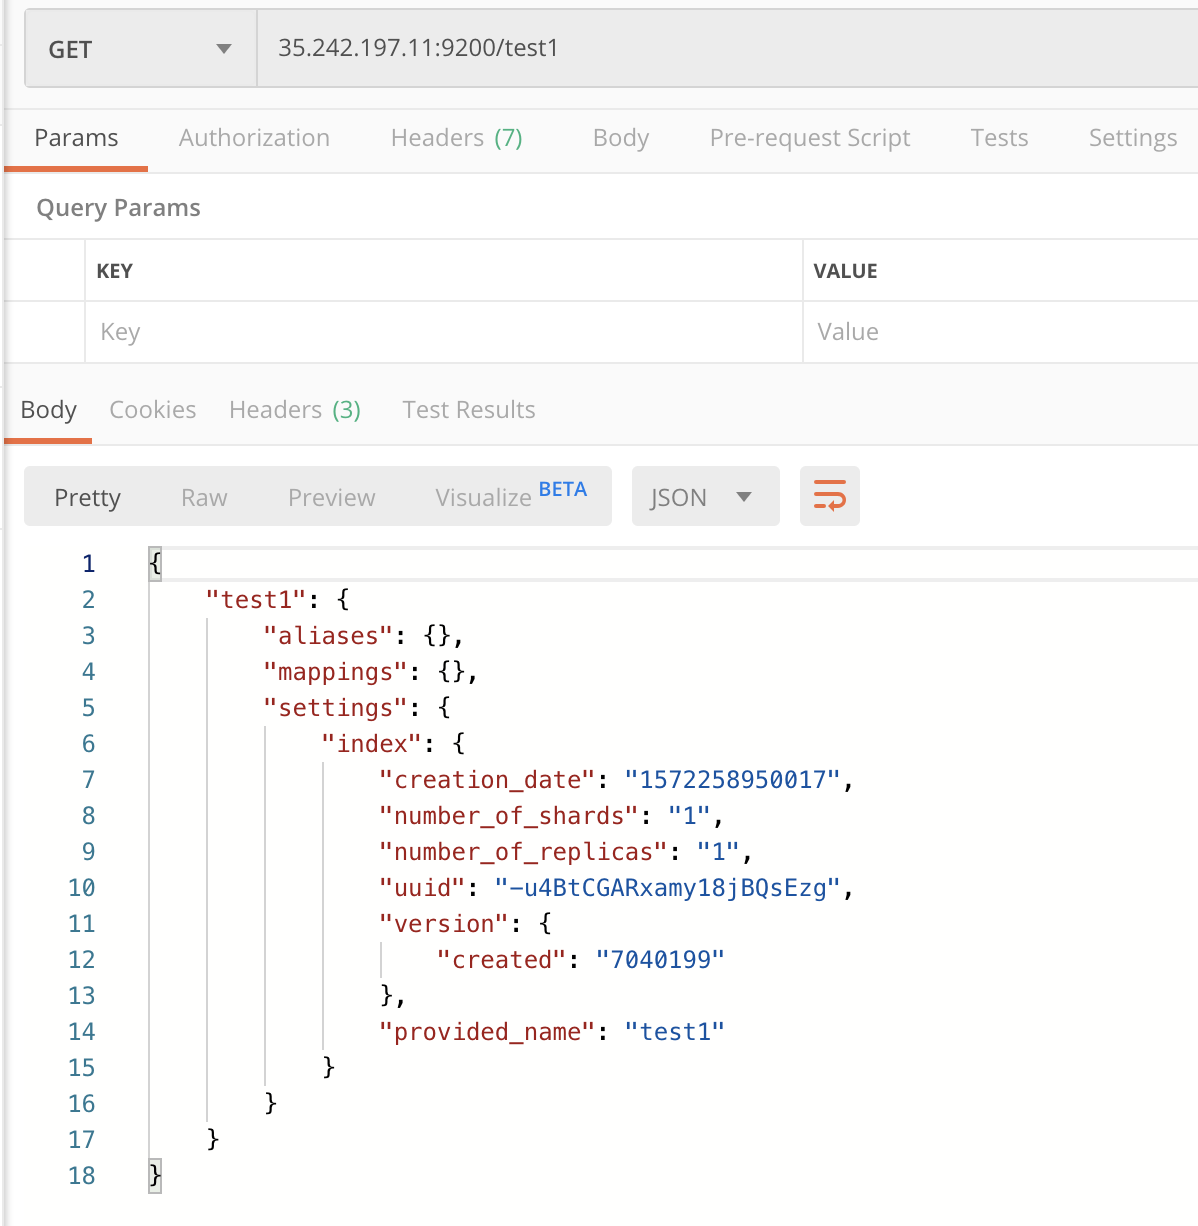 GET 35.242.197.11:9200/test1
Params Authorization Headers (7) Body Pre-request Script Tests Settings
Query Params
KEY VALUE
Key Value
Body Cookies Headers (3) Test Results
Pretty Raw Preview Visualize BETA JSON
1 {
2 "test1": {
3 "aliases": {},
4 "mappings": {},
5 "settings": {
6 "index": {
7 "creation_date": "1572258950017",
8 "number_of_shards": "1",
9 "number_of_replicas": "1",
10 "uuid": "-u4BtCGARxamy18jBQsEzg",
11 "version": {
12 "created": "7040199"
13 },
14 "provided_name": "test1"
15 }
16 }
17 }
18 }